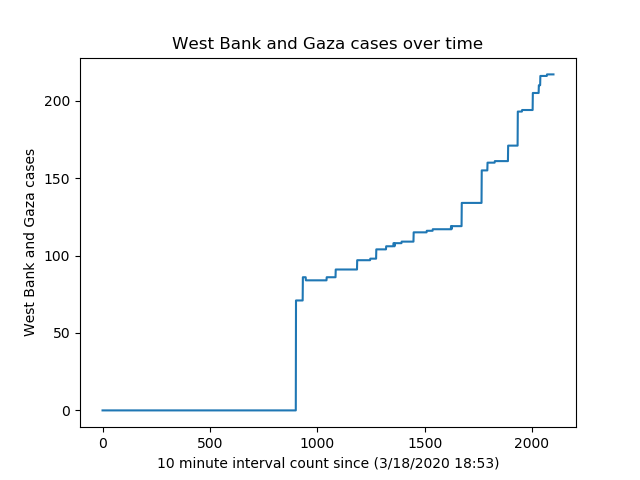 West Bank and Gaza cases over time
200
150
100
50
0
West Bank and Gaza cases
0 500 1000 1500 2000
10 minute interval count since (3/18/2020 18:53)